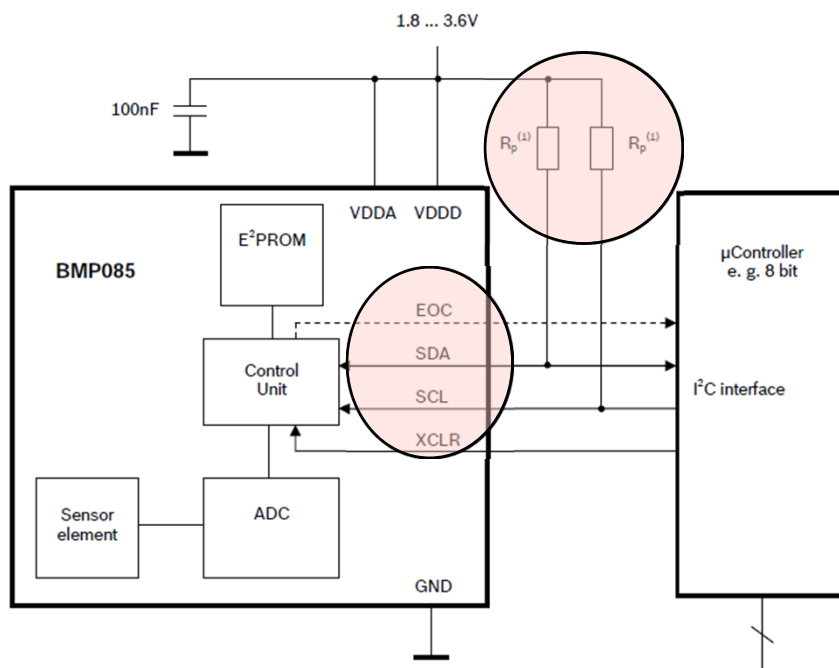 1.8 ... 3.6V
100nF
Rp(1)
Rp(1)
VDDA
VDDD
E²PROM
BMP085
µController
e. g. 8 bit
EOC
SDA
Control
Unit
I²C interface
SCL
XCLR
Sensor
element
ADC
GND